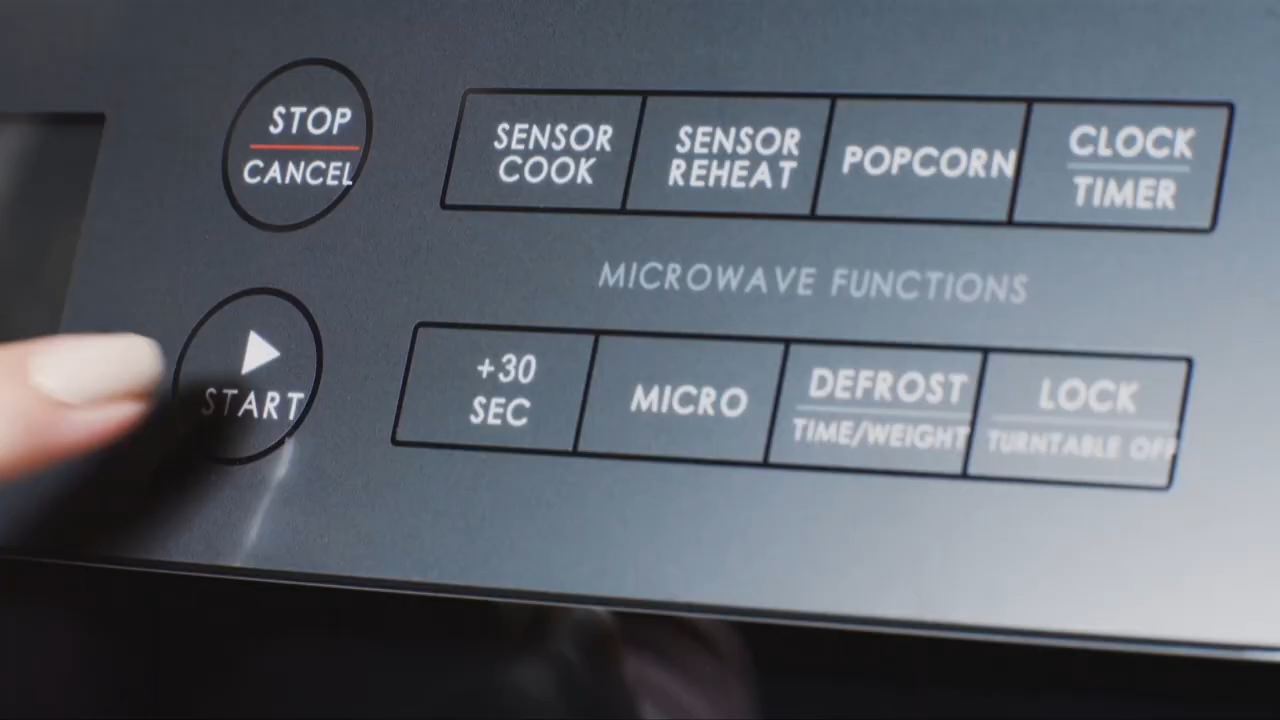 STOP
CANCEL
SENSOR
COOK
SENSOR
REHEAT
POPCORN
CLOCK
TIMER
MICROWAVE FUNCTIONS
START
+30
SEC
MICRO
DEFROST
TIME/WEIGHT
LOCK
TURNTABLE OFF